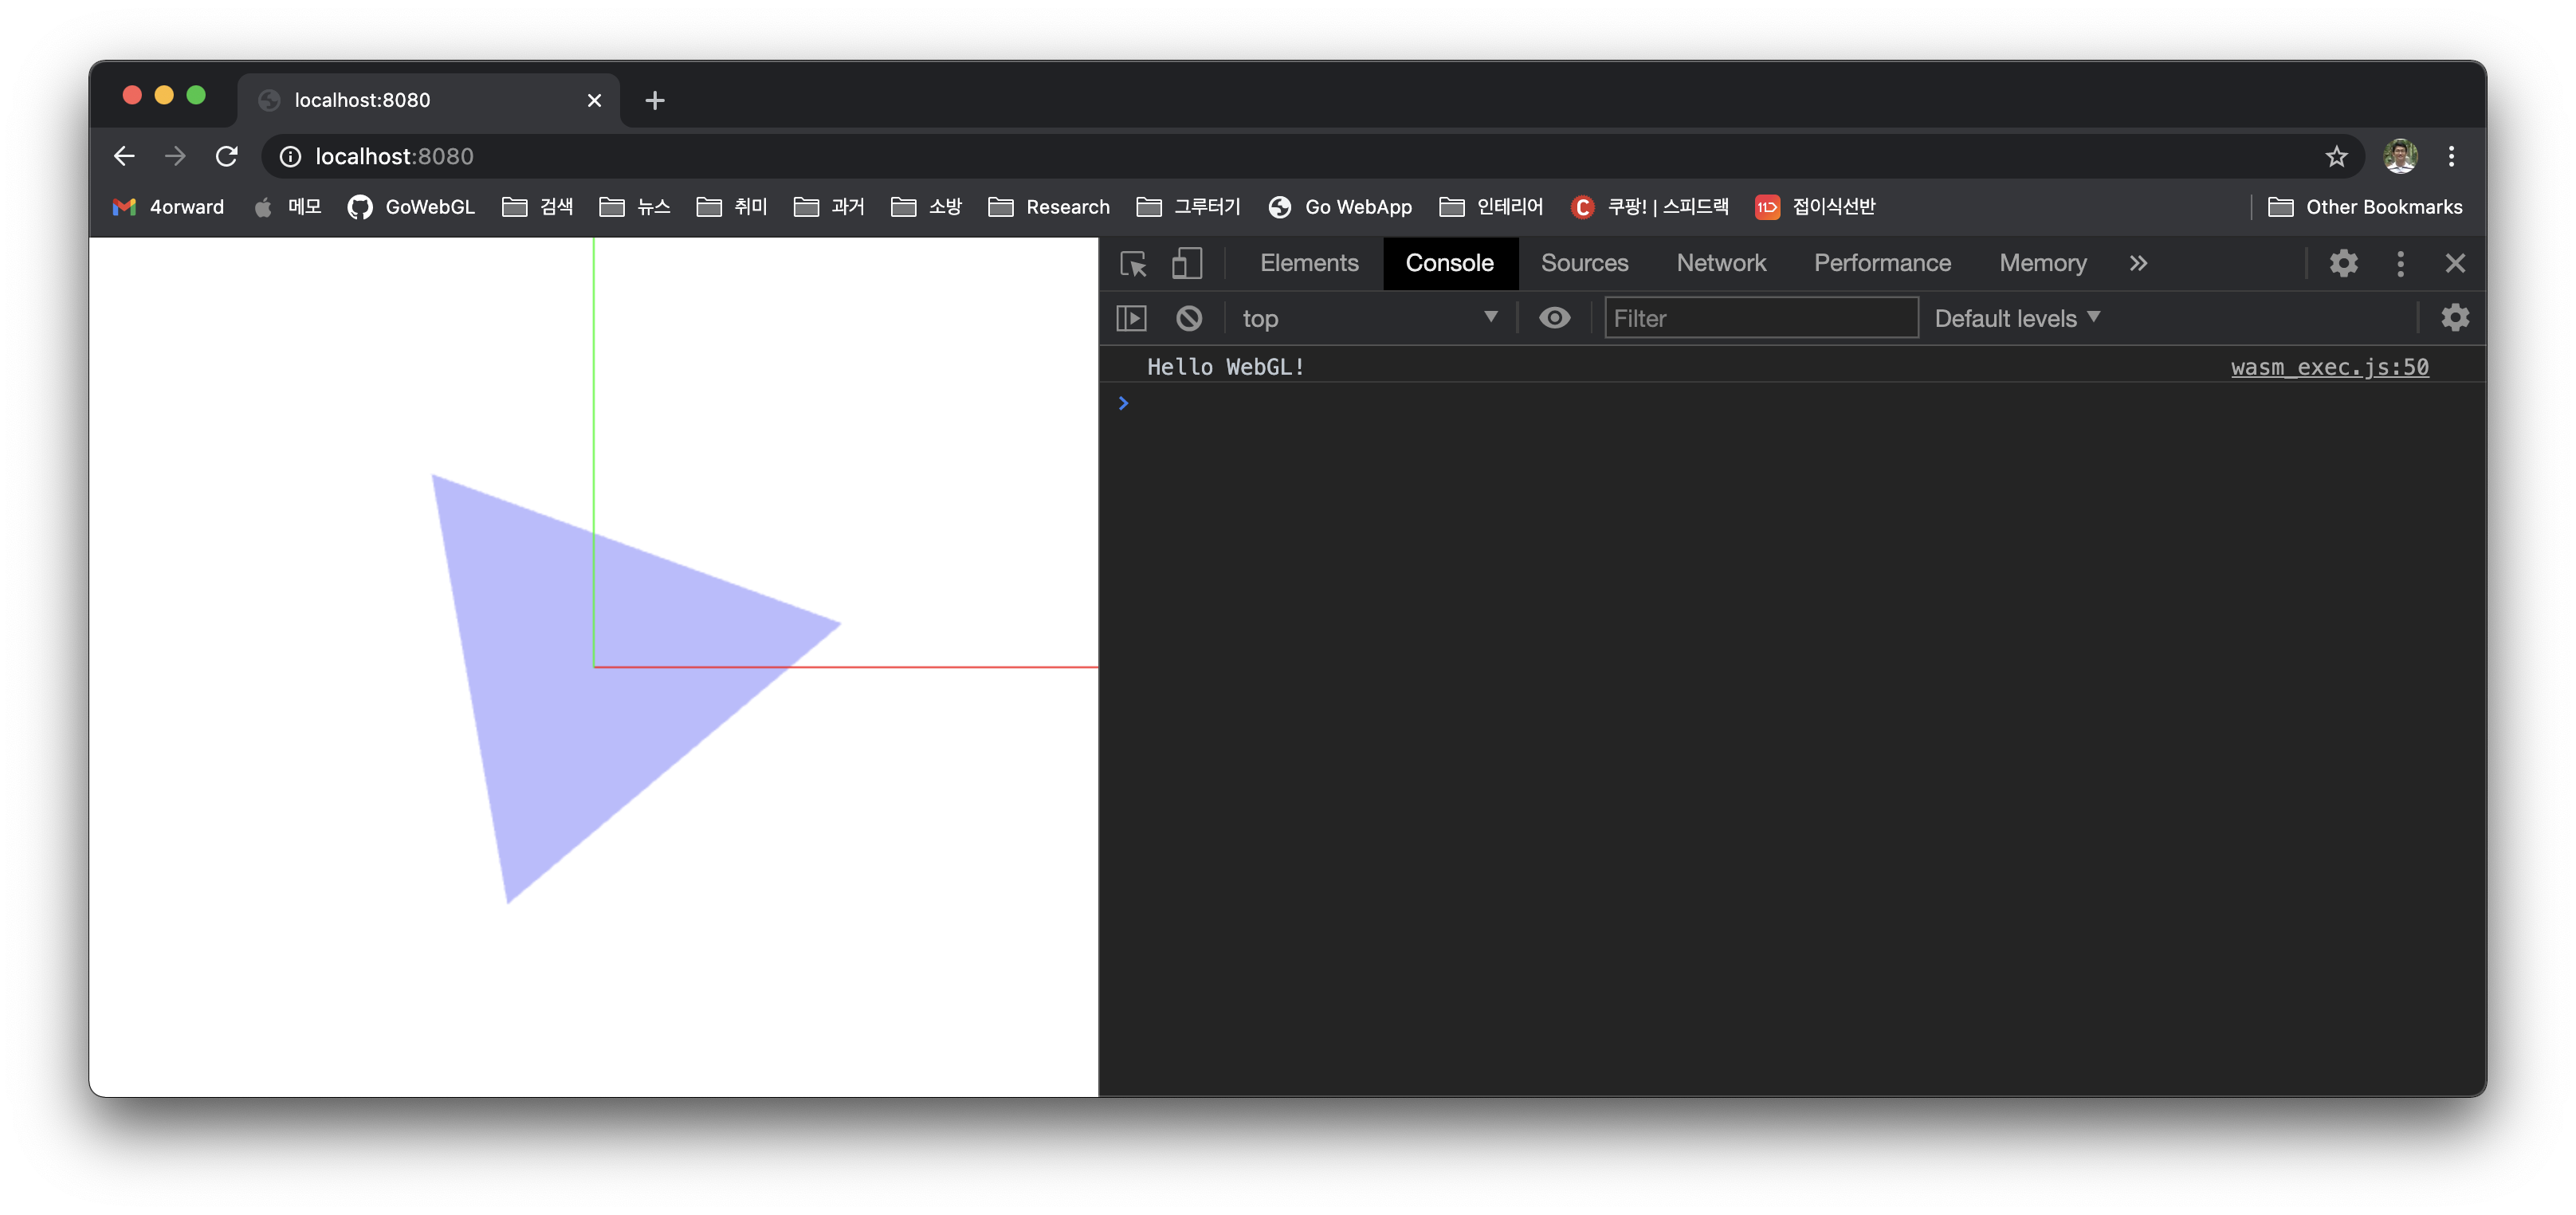 localhost:8080
localhost:8080
4orward 메모 GoWebGL 검색 뉴스 취미 과거 소방 Research 그루터기 Go WebApp 인테리어 쿠팡! | 스피드랙 접이식선반 Other Bookmarks
Elements Console Sources Network Performance Memory
top Filter Default levels
Hello WebGL! wasm_exec.js:50